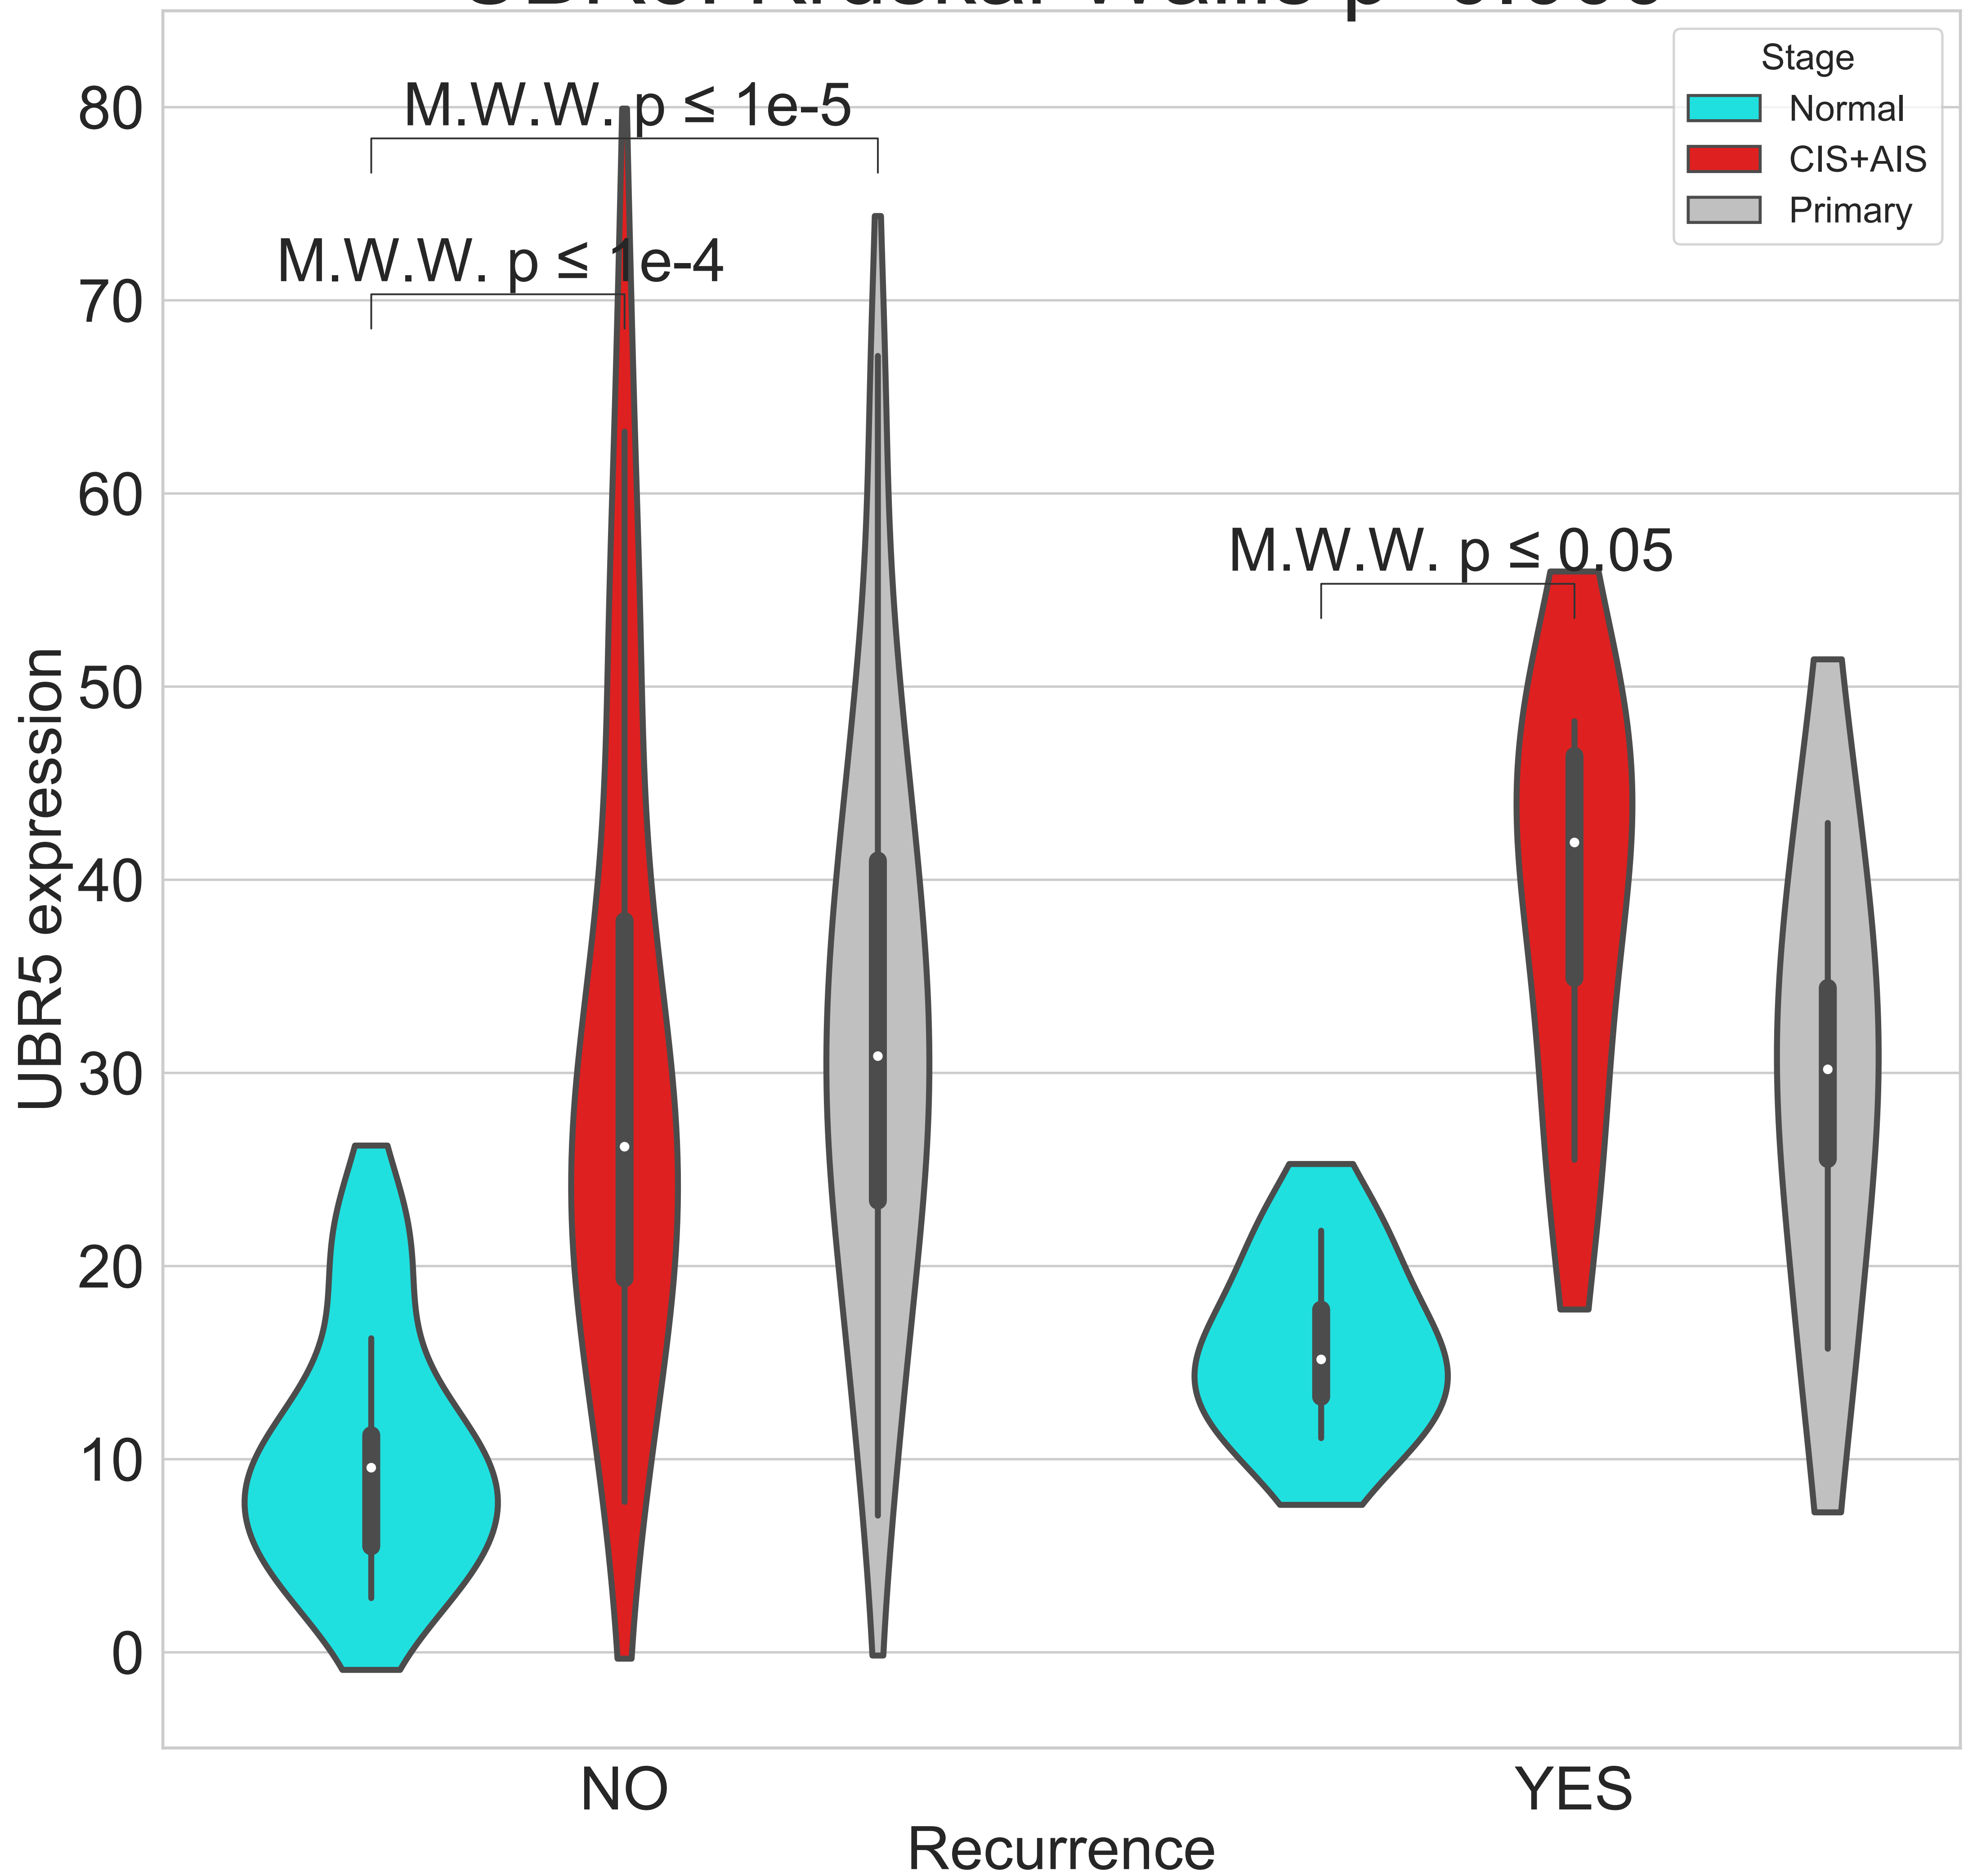 Stage
Normal
CIS+AIS
Primary
M.W.W. p ≤ 1e-5
M.W.W. p ≤ 1e-4
M.W.W. p ≤ 0.05
80
70
60
50
40
30
20
10
0
UBR5 expression
NO
YES
Recurrence